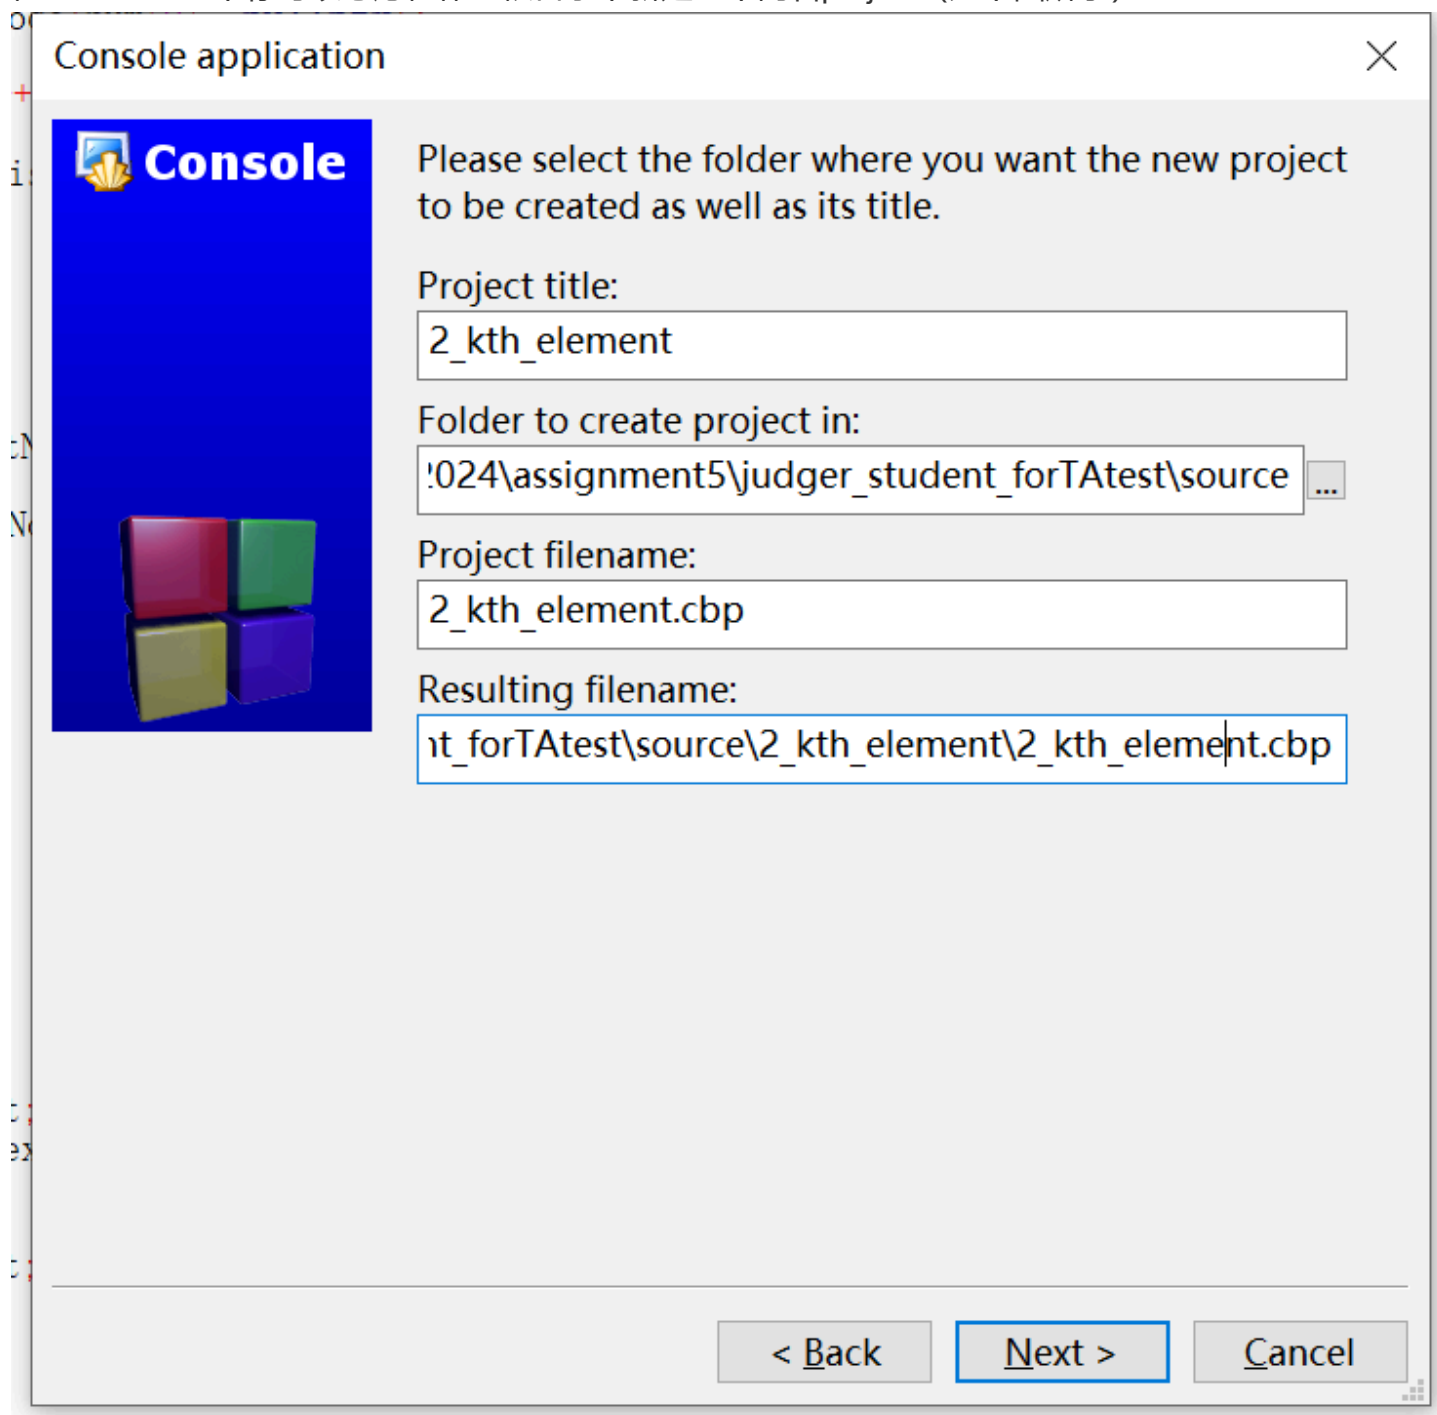 Console application
Console
Please select the folder where you want the new project
to be created as well as its title.
Project title:
2_kth_element
Folder to create project in:
2024\assignment5\judger_student_forTAtest\source
...
Project filename:
2_kth_element.cbp
Resulting filename:
nt_forTAtest\source\2_kth_element\2_kth_element.cbp
< Back
Next >
Cancel